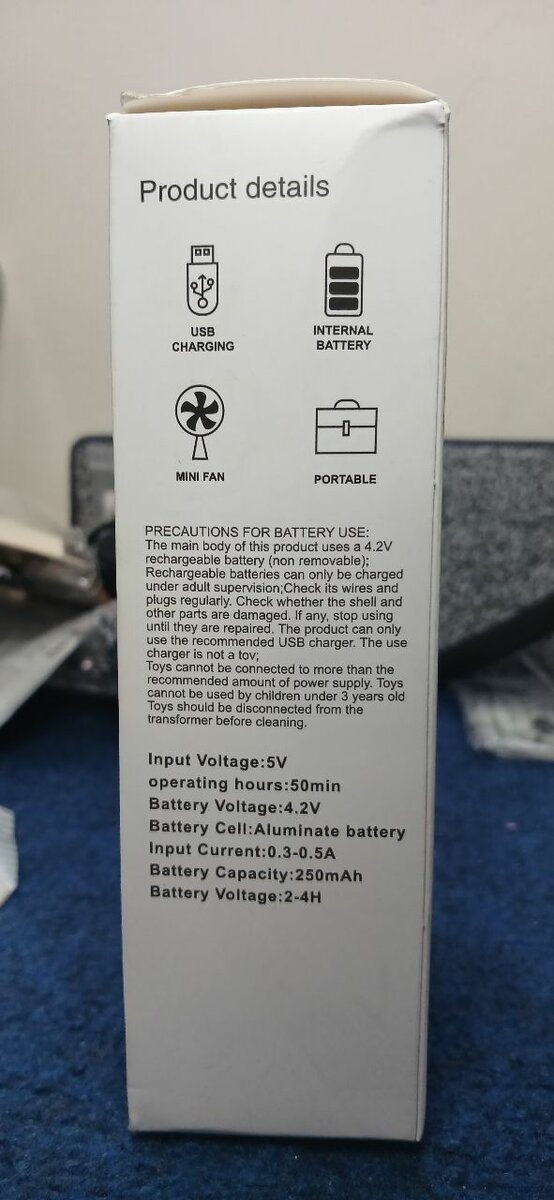 Product details
USB
CHARGING
INTERNAL
BATTERY
MINI FAN
PORTABLE
PRECAUTIONS FOR BATTERY USE:
The main body of this product uses a 4.2V
rechargeable battery (non removable);
Rechargeable batteries can only be charged
under adult supervision;Check its wires and
plugs regularly. Check whether the shell and
other parts are damaged. If any, stop using
until they are repaired. The product can only
use the recommended USB charger. The use
charger is not a tov;
Toys cannot be connected to more than the
recommended amount of power supply. Toys
cannot be used by children under 3 years old
Toys should be disconnected from the
transformer before cleaning.
Input Voltage:5V
operating hours:50min
Battery Voltage:4.2V
Battery Cell:Aluminate battery
Input Current:0.3-0.5A
Battery Capacity:250mAh
Battery Voltage:2-4H